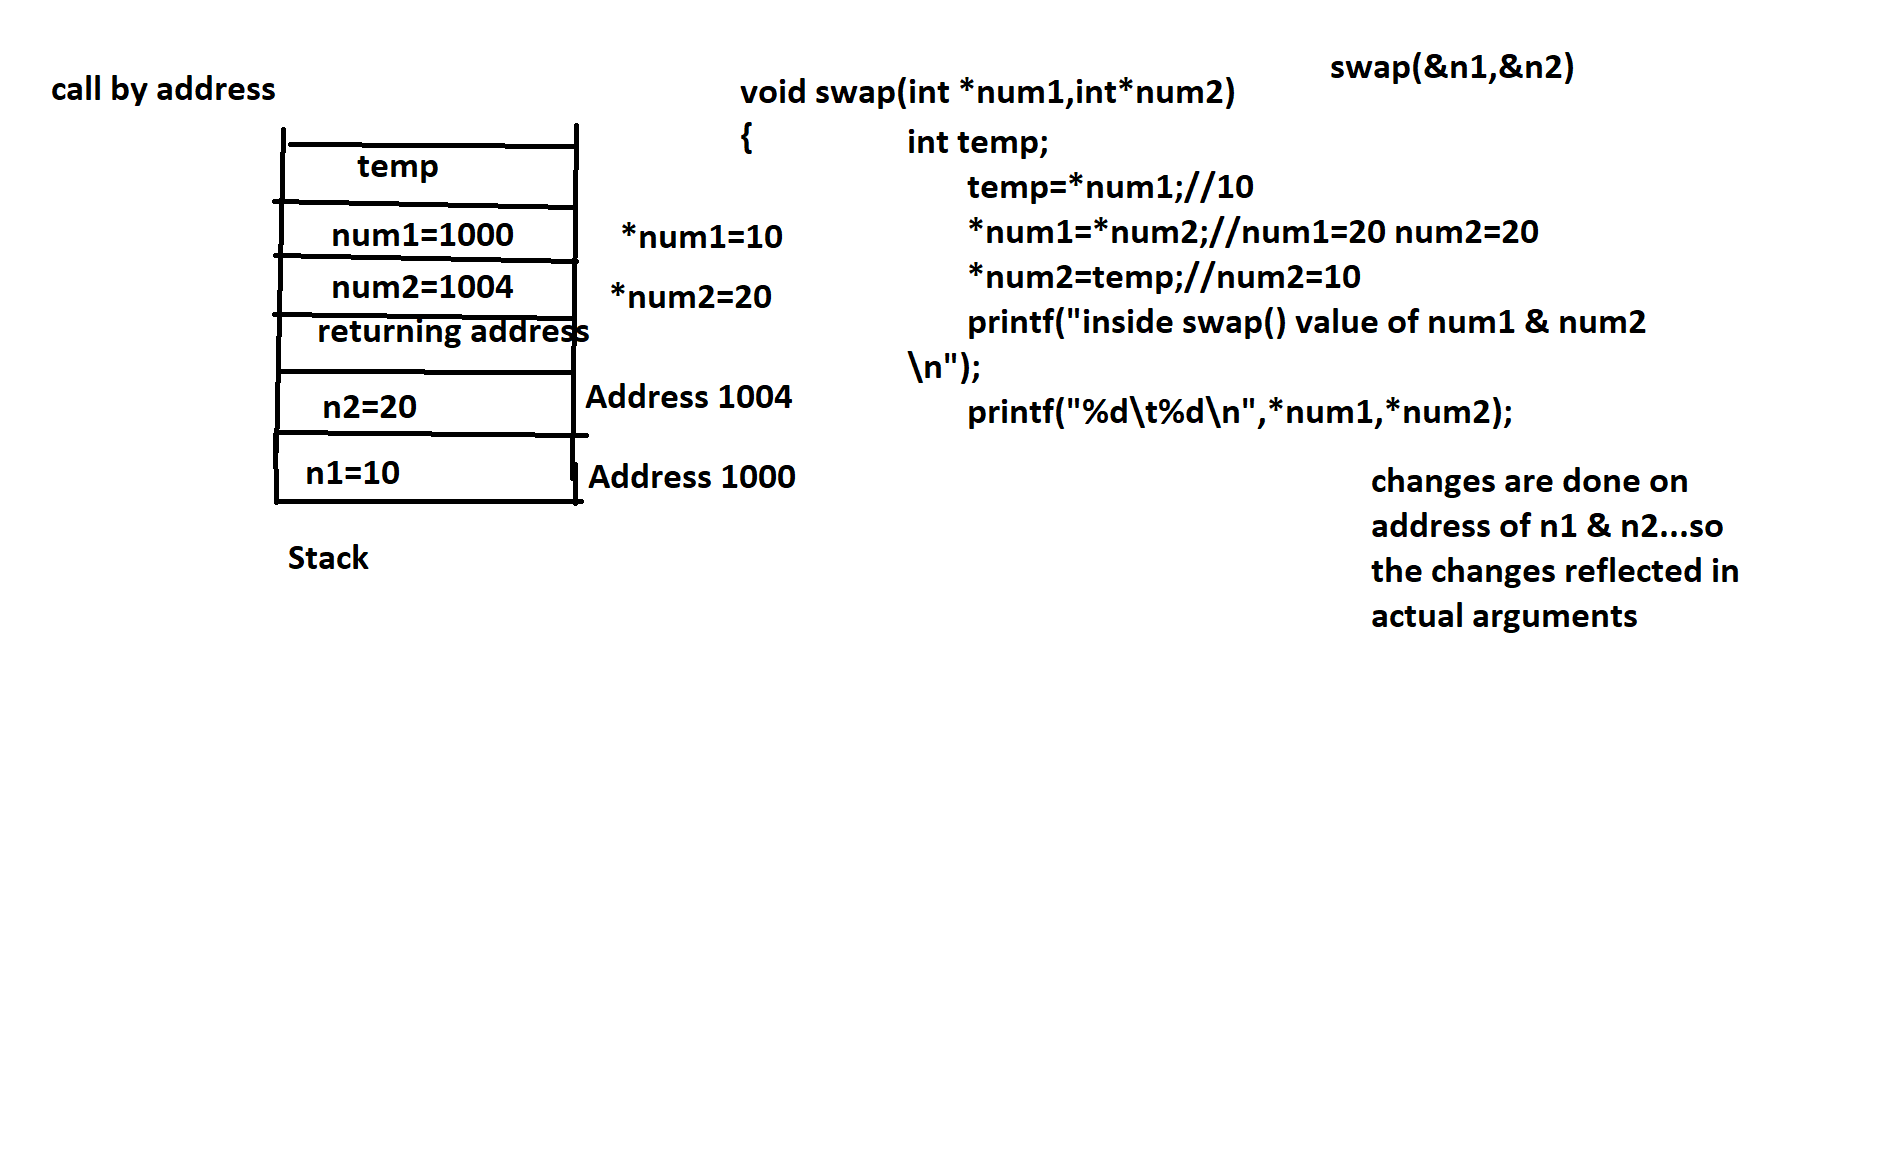 call by address
temp
num1=1000
num2=1004
returning address
n2=20
n1=10
Stack
*num1=10
*num2=20
Address 1004
Address 1000
void swap(int *num1,int*num2)
{
int temp;
temp=*num1;//10
*num1=*num2;//num1=20 num2=20
*num2=temp;//num2=10
printf("inside swap() value of num1 & num2
\n");
printf("%d\t%d\n",*num1,*num2);
swap(&n1,&n2)
changes are done on
address of n1 & n2...so
the changes reflected in
actual arguments